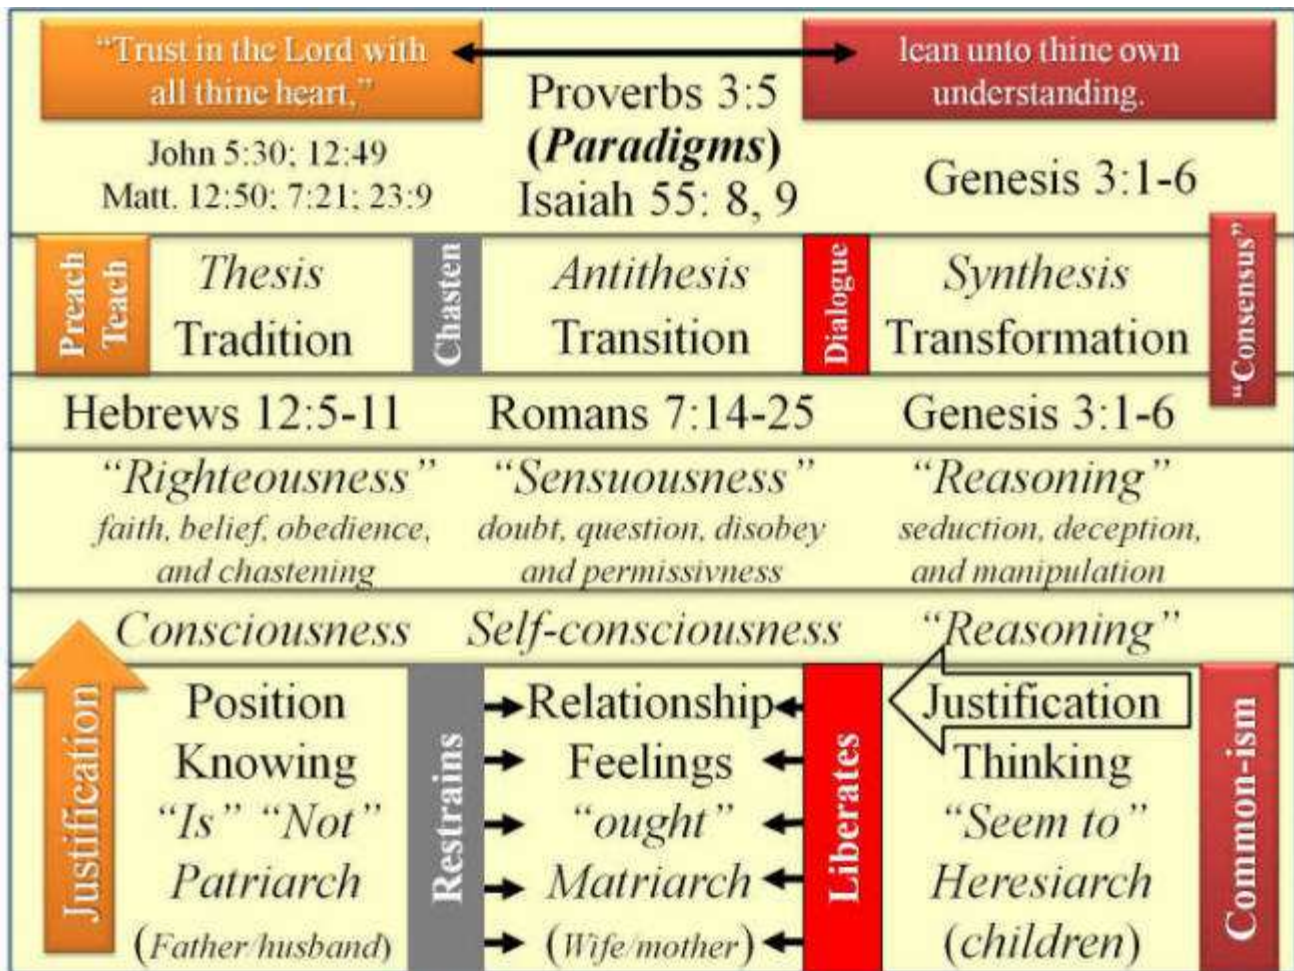 “Trust in the Lord with
all thine heart,”
John 5:30; 12:49
Matt. 12:50; 7:21; 23:9
Proverbs 3:5
(Paradigms)
Isaiah 55: 8, 9
lean unto thine own
understanding.
Genesis 3:1-6
Preach
Teach
Thesis
Tradition
Chasten
Antithesis
Transition
Dialogue
Synthesis
Transformation
“Consensus”
Hebrews 12:5-11
Romans 7:14-25
Genesis 3:1-6
“Righteousness”
faith, belief, obedience,
and chastening
“Sensuousness”
doubt, question, disobey
and permissivness
“Reasoning”
seduction, deception,
and manipulation
Consciousness
Self-consciousness
“Reasoning”
Justification
Position
Knowing
“Is” “Not”
Patriarch
(Father/husband)
Restrains
Relationship
Feelings
“ought”
Matriarch
(Wife/mother)
Liberates
Justification
Thinking
“Seem to”
Heresiarch
(children)
Common-ism